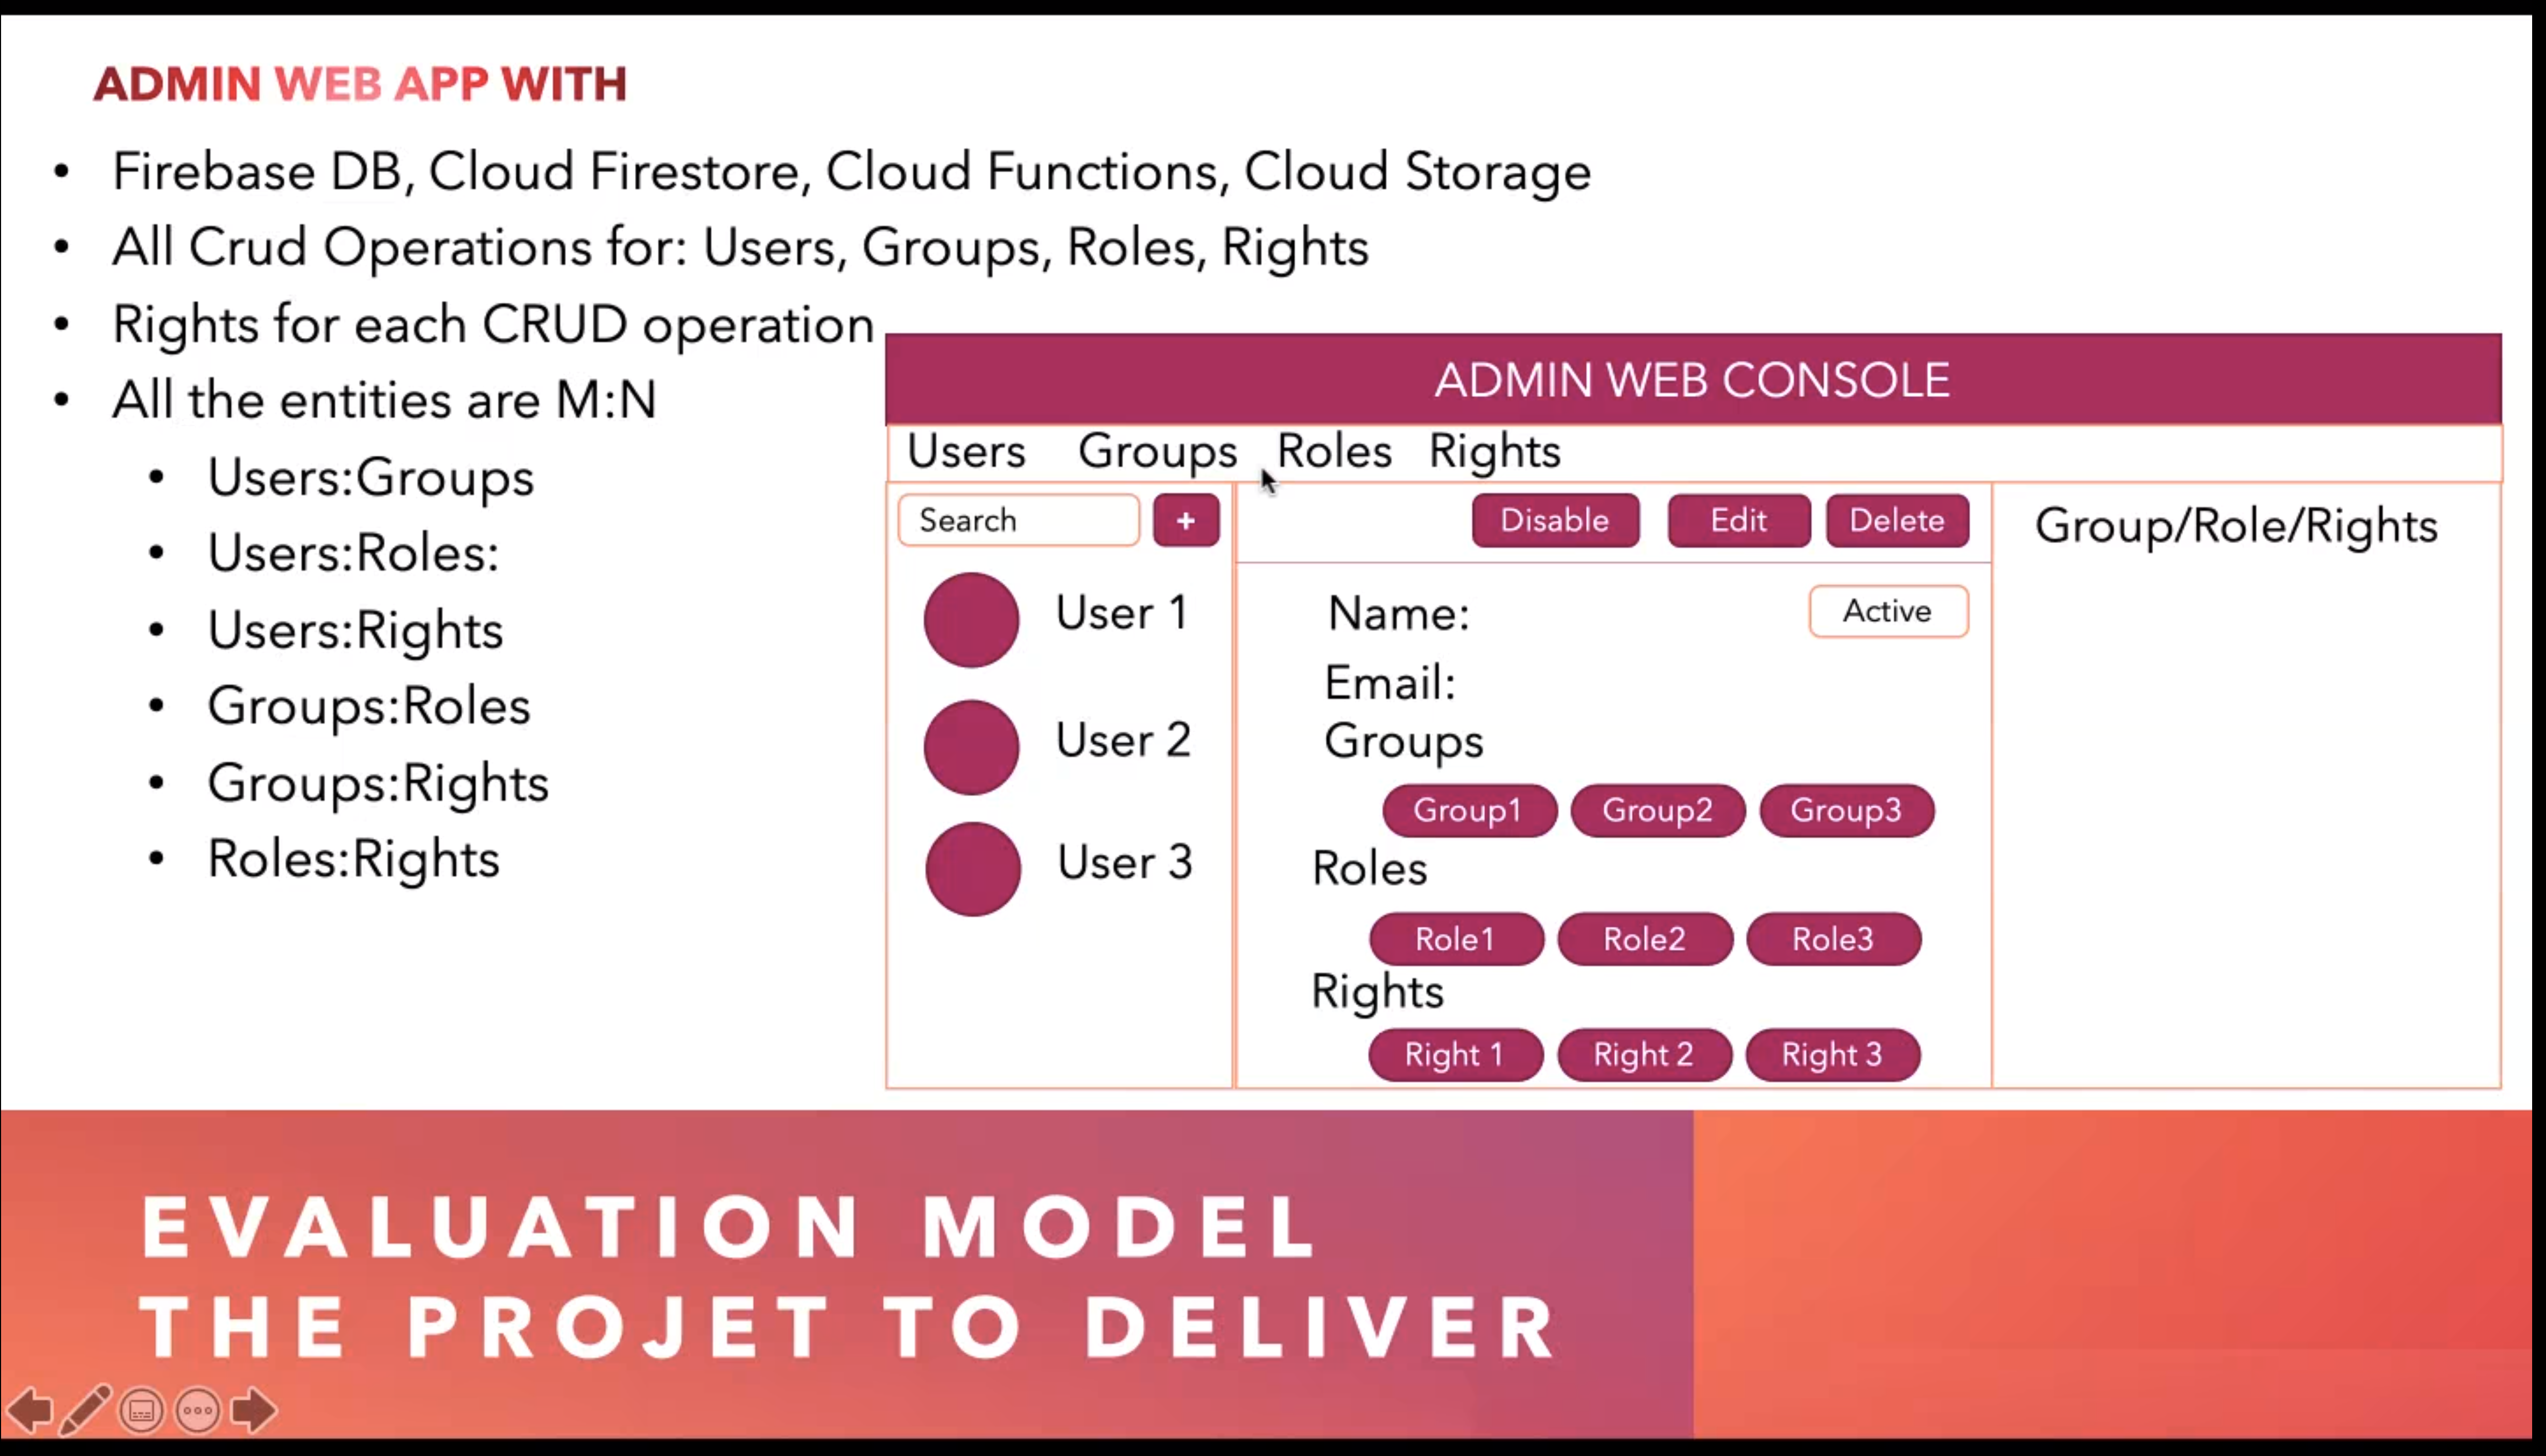 ADMIN WEB APP WITH
• Firebase DB, Cloud Firestore, Cloud Functions, Cloud Storage
• All Crud Operations for: Users, Groups, Roles, Rights
• Rights for each CRUD operation
• All the entities are M:N
• Users:Groups
• Users:Roles:
• Users:Rights
• Groups:Roles
• Groups:Rights
• Roles:Rights
ADMIN WEB CONSOLE
Users Groups Roles Rights
Search +
User 1
User 2
User 3
Disable Edit Delete
Name: Active
Email:
Groups
Group1 Group2 Group3
Roles
Role1 Role2 Role3
Rights
Right 1 Right 2 Right 3
Group/Role/Rights
EVALUATION MODEL
THE PROJET TO DELIVER